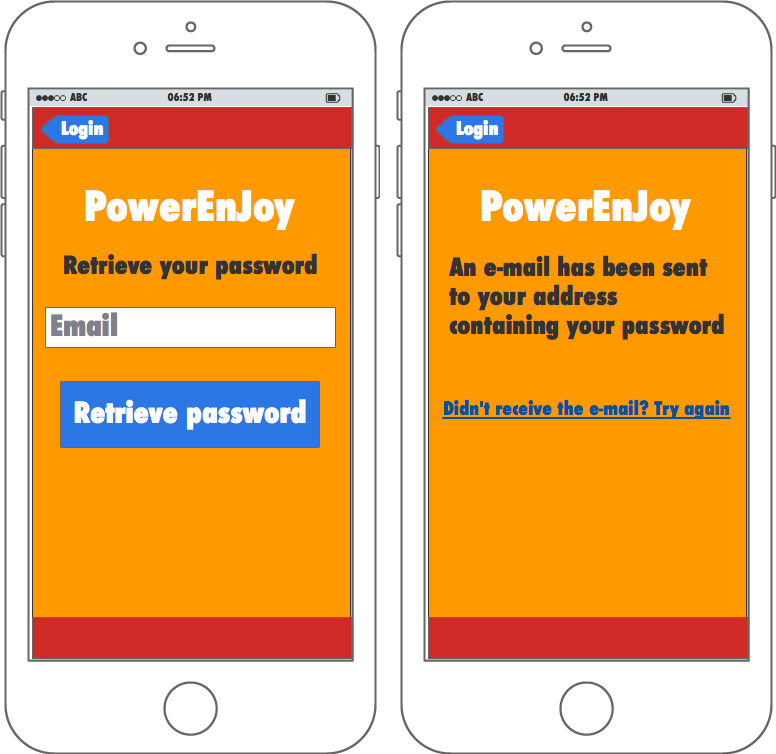 ABC 06:52 PM
Login
PowerEnJoy
Retrieve your password
Email
Retrieve password
ABC 06:52 PM
Login
PowerEnJoy
An e-mail has been sent
to your address
containing your password
Didn't receive the e-mail? Try again